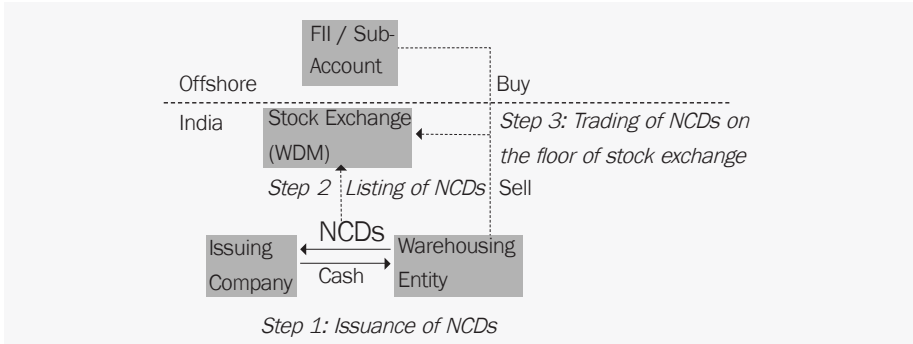 FII / Sub-
Account
Offshore
Buy
India
Stock Exchange
(WDM)
Step 3: Trading of NCDs on
the floor of stock exchange
Step 2 Listing of NCDs
Sell
NCDs
Issuing
Company
Cash
Warehousing
Entity
Step 1: Issuance of NCDs